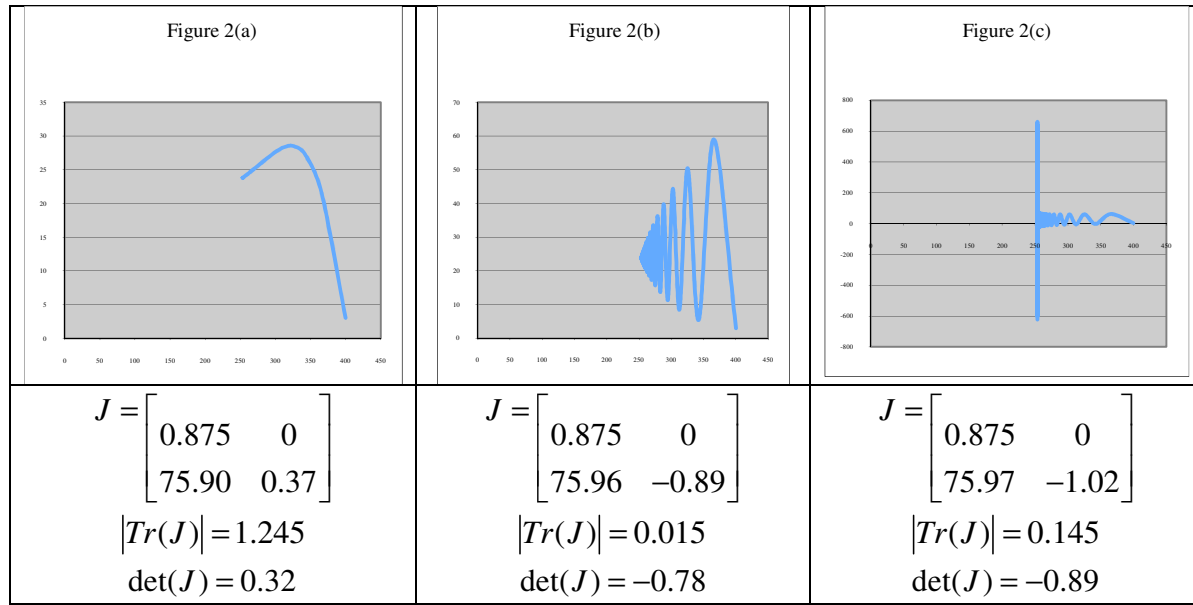 Figure 2(a)
35
30
25
20
15
10
5
0
0 50 100 150 200 250 300 350 400 450
J = [ 0.875 0
75.90 0.37 ]
|Tr(J)| = 1.245
det(J) = 0.32
Figure 2(b)
70
60
50
40
30
20
10
0
0 50 100 150 200 250 300 350 400 450
J = [ 0.875 0
75.96 −0.89 ]
|Tr(J)| = 0.015
det(J) = −0.78
Figure 2(c)
800
600
400
200
0
0 50 100 150 200 250 300 350 400 450
-200
-400
-600
-800
J = [ 0.875 0
75.97 −1.02 ]
|Tr(J)| = 0.145
det(J) = −0.89